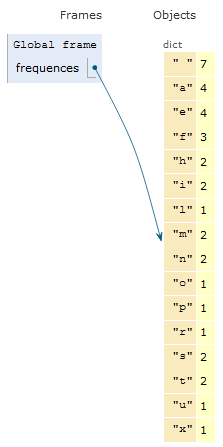 Frames Objects
Global frame
frequences
dict
" " 7
"a" 4
"e" 4
"f" 3
"h" 2
"i" 2
"l" 1
"m" 2
"n" 2
"o" 1
"p" 1
"r" 1
"s" 2
"t" 2
"u" 1
"x" 1